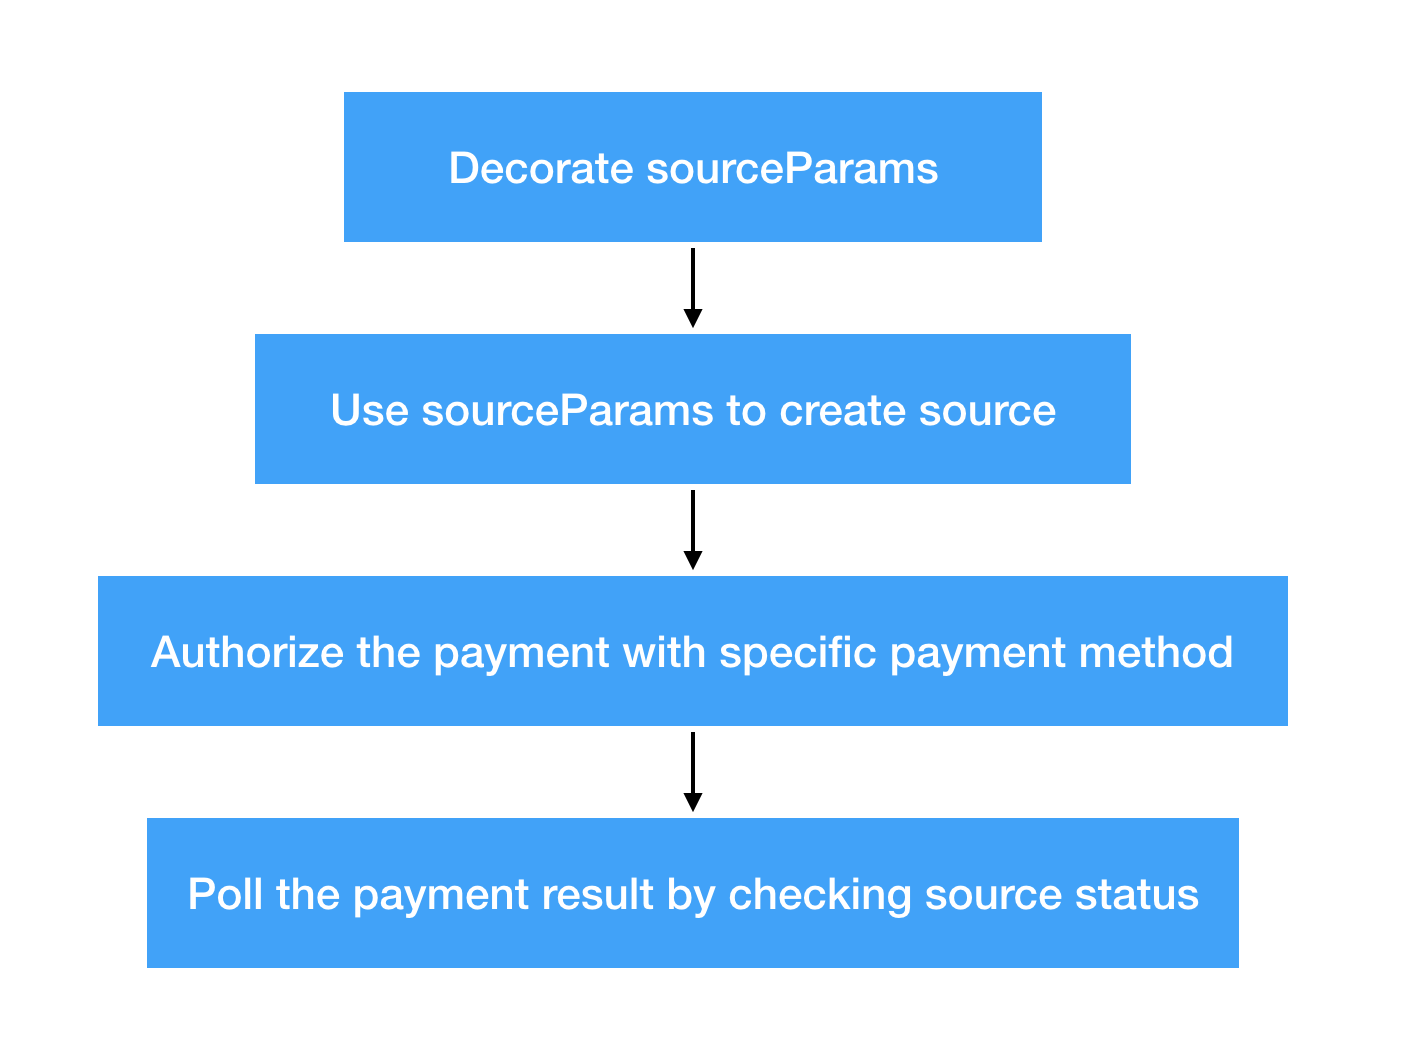 Decorate sourceParams
Use sourceParams to create source
Authorize the payment with specific payment method
Poll the payment result by checking source status